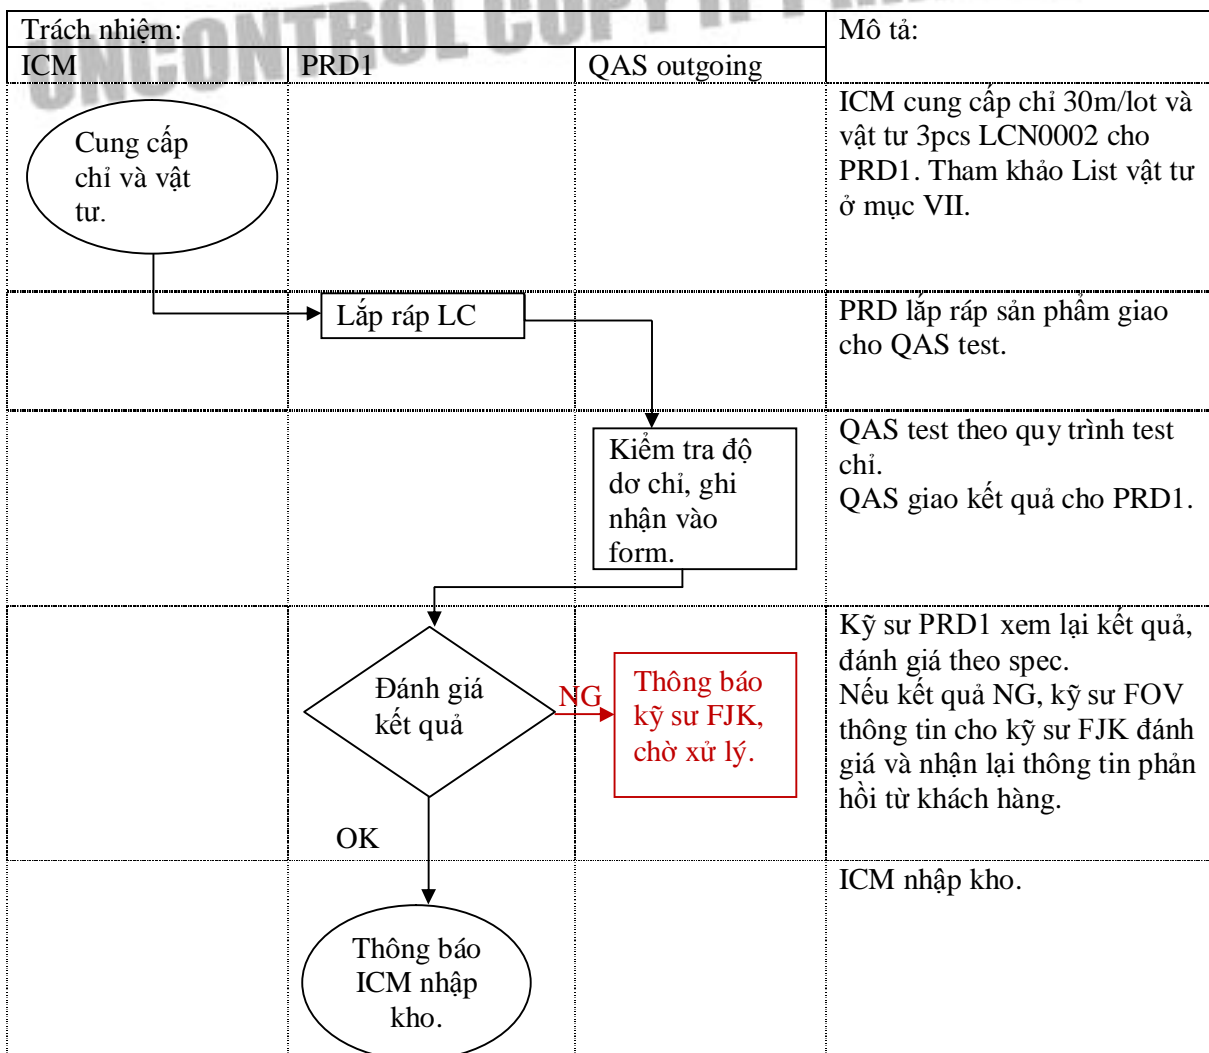 UNCONTROL COPY IF
Trách nhiệm:
Mô tả:
ICM
PRD1
QAS outgoing
Cung cấp
chỉ và vật
tư.
ICM cung cấp chỉ 30m/lot và
vật tư 3pcs LCN0002 cho
PRD1. Tham khảo List vật tư
ở mục VII.
Lắp ráp LC
PRD lắp ráp sản phẩm giao
cho QAS test.
Kiểm tra độ
dơ chỉ, ghi
nhận vào
form.
QAS test theo quy trình test
chỉ.
QAS giao kết quả cho PRD1.
Đánh giá
kết quả
NG
Thông báo
kỹ sư FJK,
chờ xử lý.
OK
Kỹ sư PRD1 xem lại kết quả,
đánh giá theo spec.
Nếu kết quả NG, kỹ sư FOV
thông tin cho kỹ sư FJK đánh
giá và nhận lại thông tin phản
hồi từ khách hàng.
Thông báo
ICM nhập
kho.
ICM nhập kho.